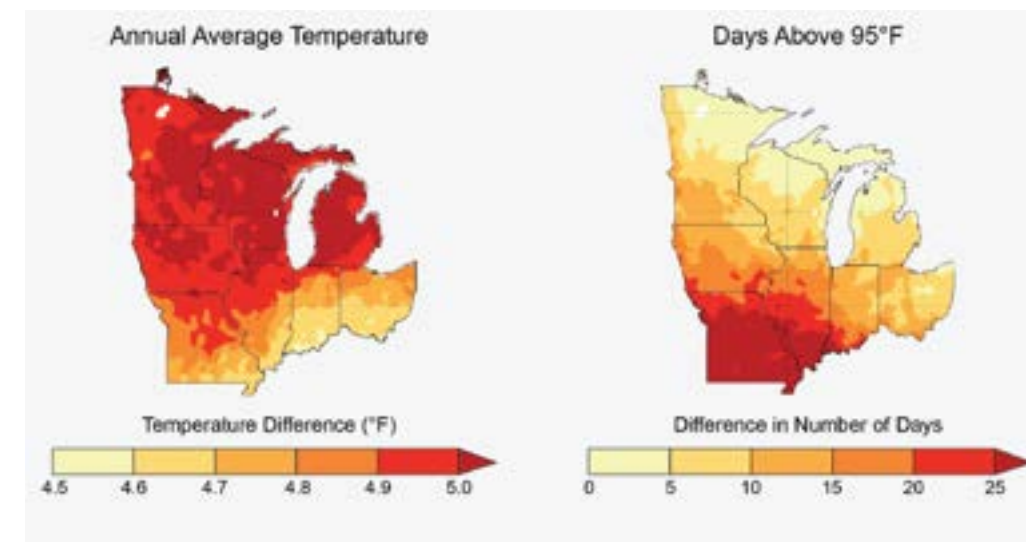 Annual Average Temperature
Days Above 95°F
Temperature Difference (°F)
4.5 4.6 4.7 4.8 4.9 5.0
Difference in Number of Days
0 5 10 15 20 25